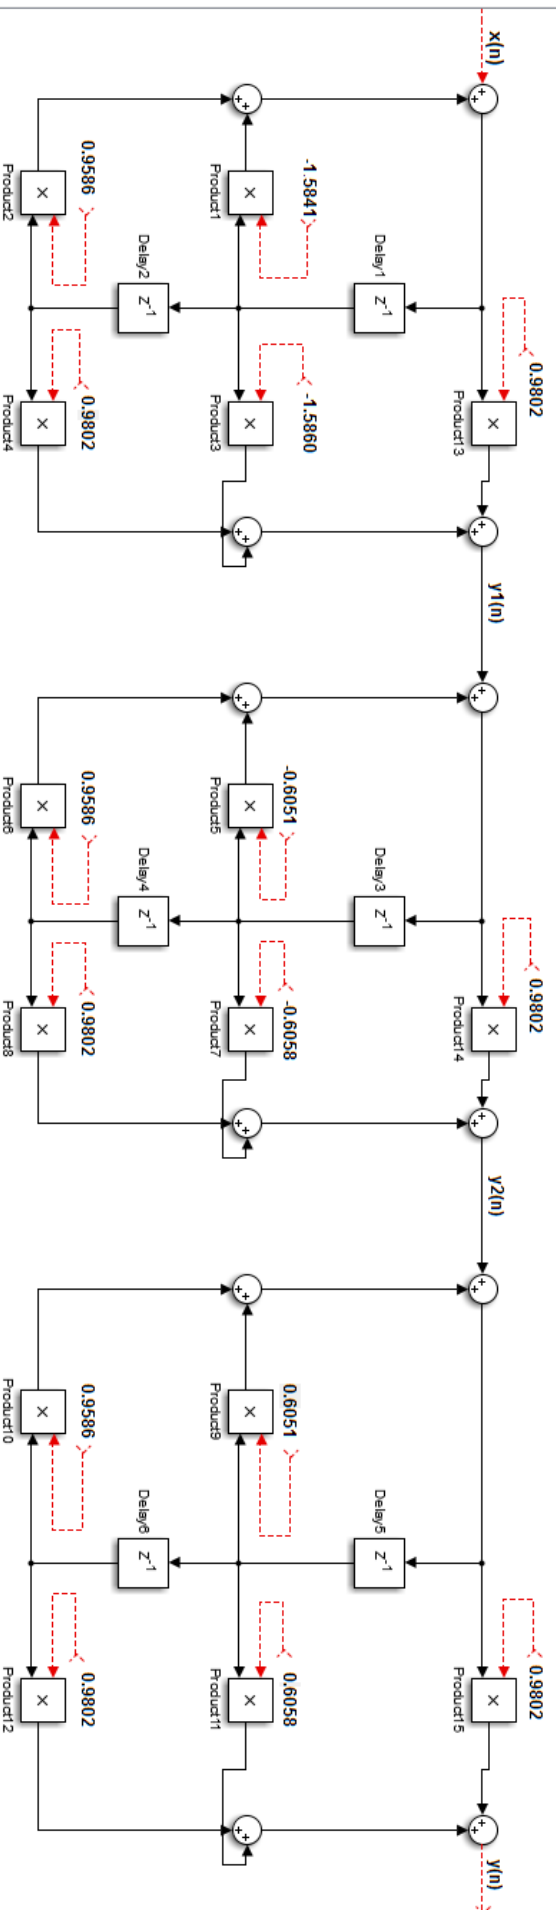 0.9802 0.9802 0.9802
x(n) y1(n) y2(n) y(n)
× × ×
Product13 Product14 Product15
z⁻¹ z⁻¹ z⁻¹
Delay1 Delay3 Delay5
-1.5841 -1.5860 -0.6051 -0.6058 0.6051 0.6058
× × × × × ×
Product1 Product3 Product5 Product7 Product9 Product11
z⁻¹ z⁻¹ z⁻¹
Delay2 Delay4 Delay6
0.9586 0.9802 0.9586 0.9802 0.9586 0.9802
× × × × × ×
Product2 Product4 Product6 Product8 Product10 Product12